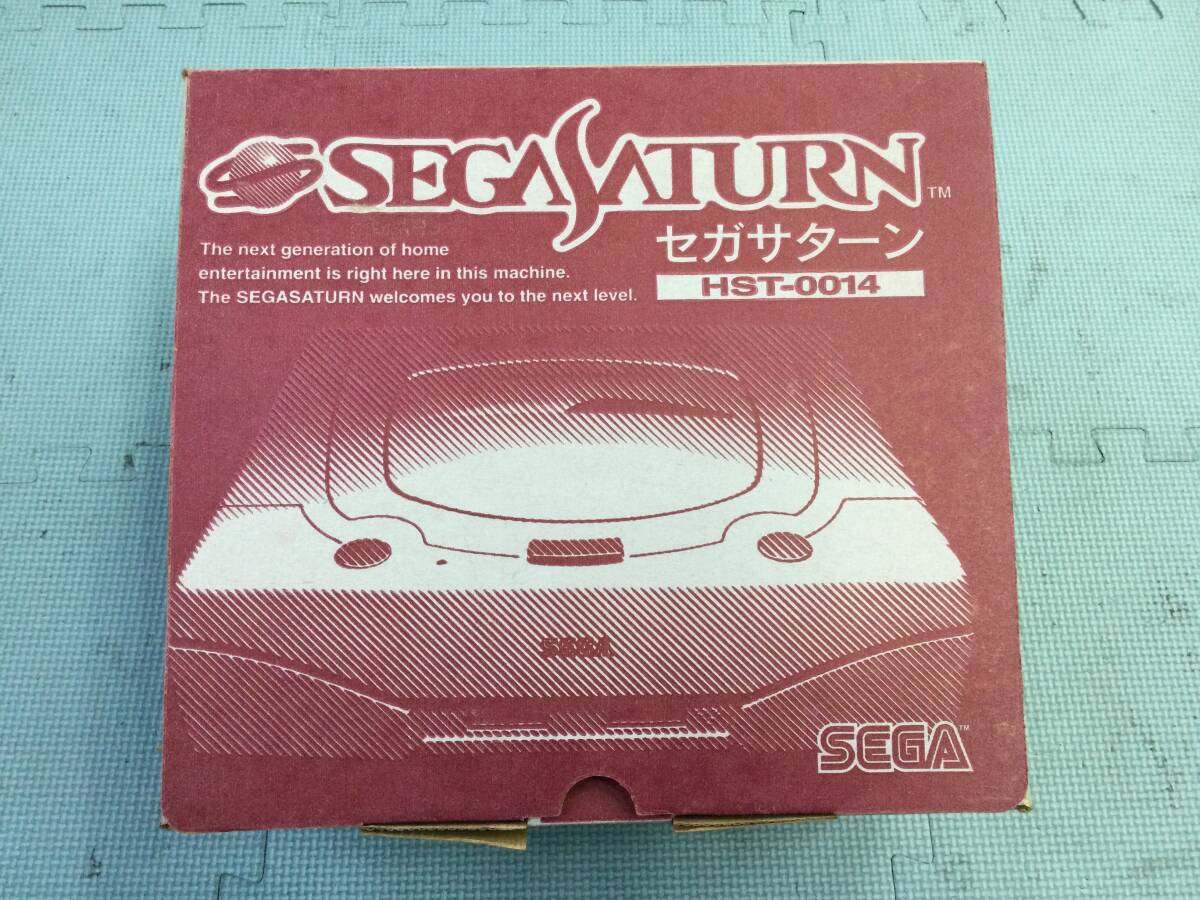 SEGASATURN™
セガサターン
HST-0014
The next generation of home
entertainment is right here in this machine.
The SEGASATURN welcomes you to the next level.
SEGA
SEGA™